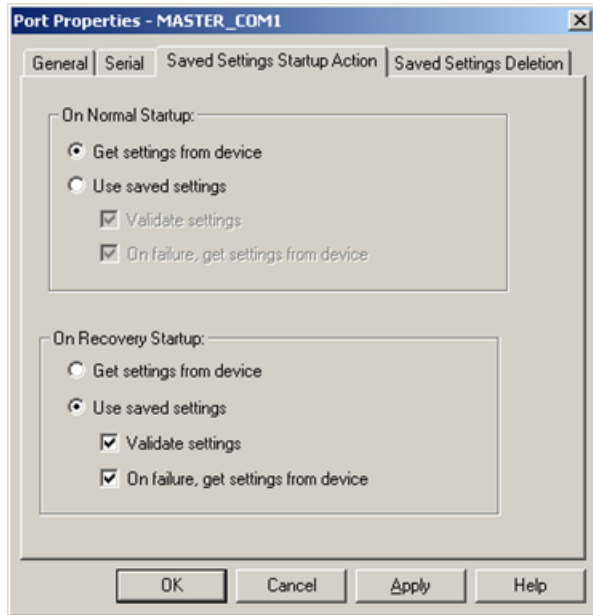 Port Properties - MASTER_COM1
General Serial Saved Settings Startup Action Saved Settings Deletion
On Normal Startup:
Get settings from device
Use saved settings
Validate settings
On failure, get settings from device
On Recovery Startup:
Get settings from device
Use saved settings
Validate settings
On failure, get settings from device
OK Cancel Apply Help